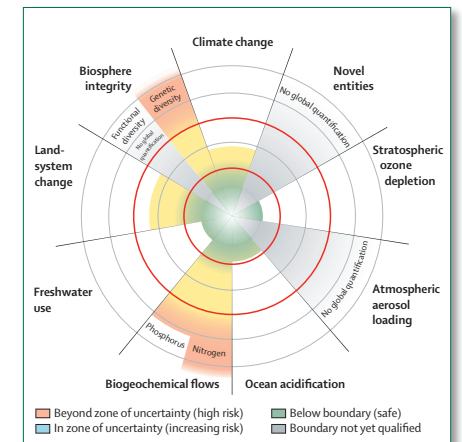 Climate change
Biosphere
integrity
Novel
entities
Genetic
diversity
Functional
diversity
No global
quantification
No global quantification
Land-
system
change
Stratospheric
ozone
depletion
Freshwater
use
Atmospheric
aerosol
loading
No global quantification
Phosphorus
Nitrogen
Biogeochemical flows
Ocean acidification
Beyond zone of uncertainty (high risk)
In zone of uncertainty (increasing risk)
Below boundary (safe)
Boundary not yet qualified